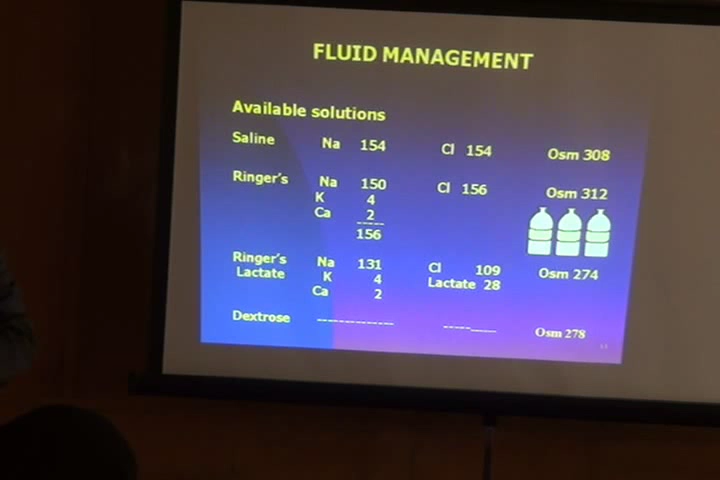 FLUID MANAGEMENT
Available solutions
Saline Na 154 Cl 154 Osm 308
Ringer's Na 150 Cl 156 Osm 312
K 4
Ca 2
156
Ringer's Na 131 Cl 109 Osm 274
Lactate K 4 Lactate 28
Ca 2
Dextrose ------------- ---------- Osm 278